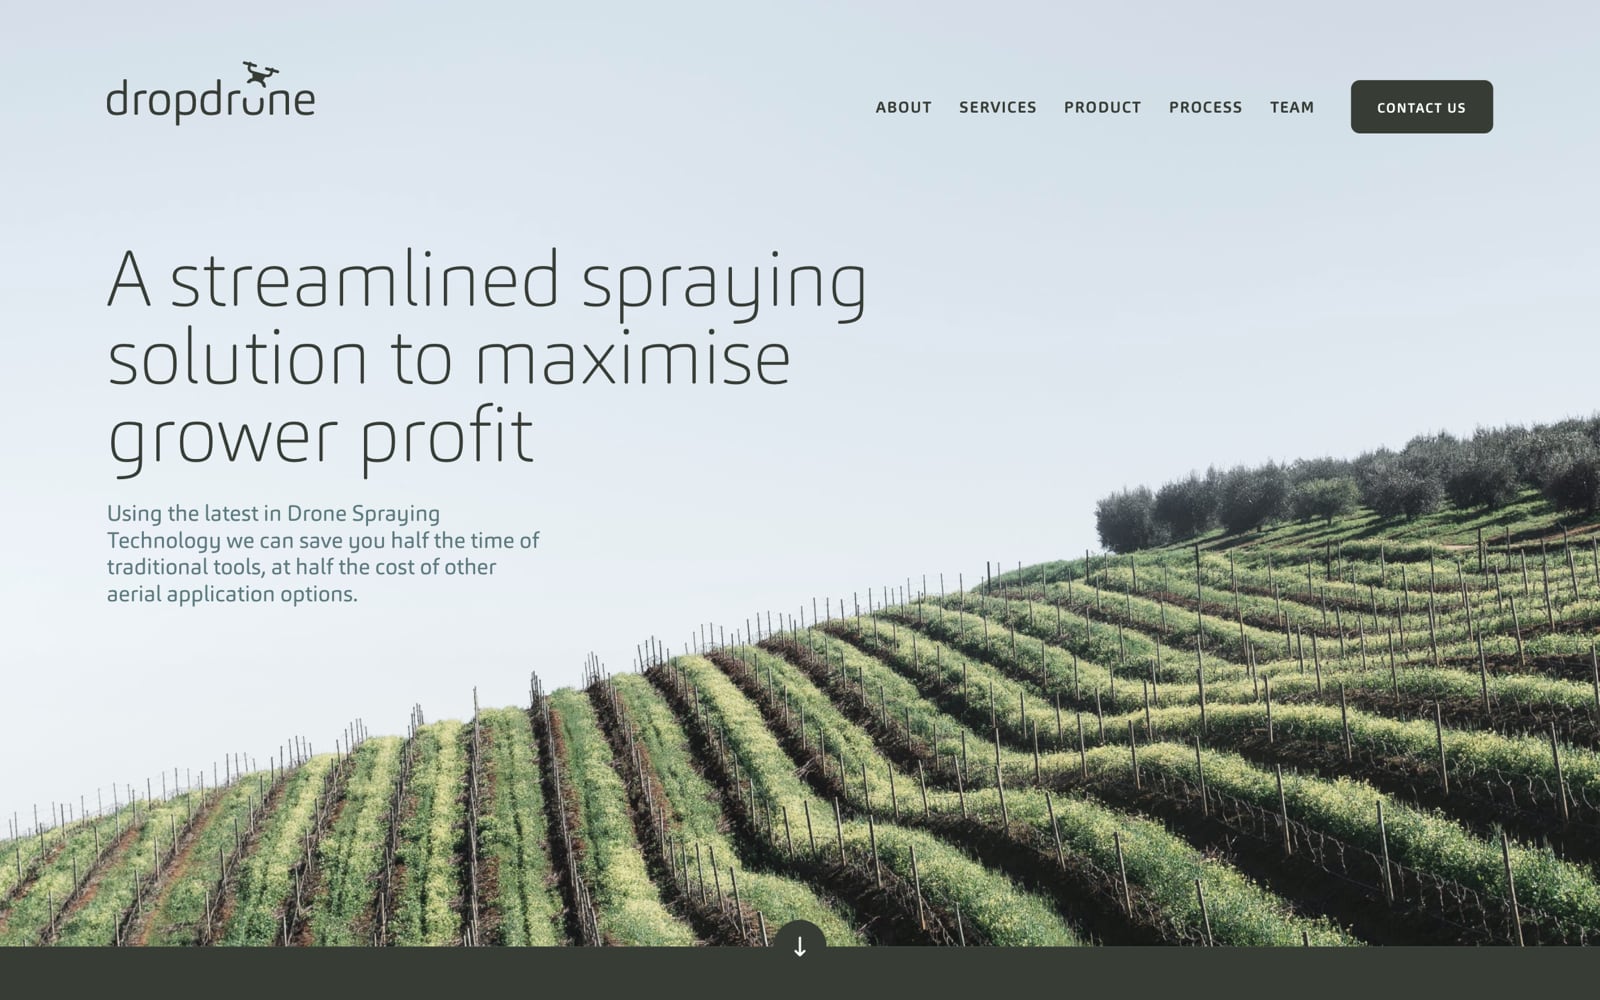 dropdrone
ABOUT
SERVICES
PRODUCT
PROCESS
TEAM
CONTACT US
A streamlined spraying
solution to maximise
grower profit
Using the latest in Drone Spraying
Technology we can save you half the time of
traditional tools, at half the cost of other
aerial application options.